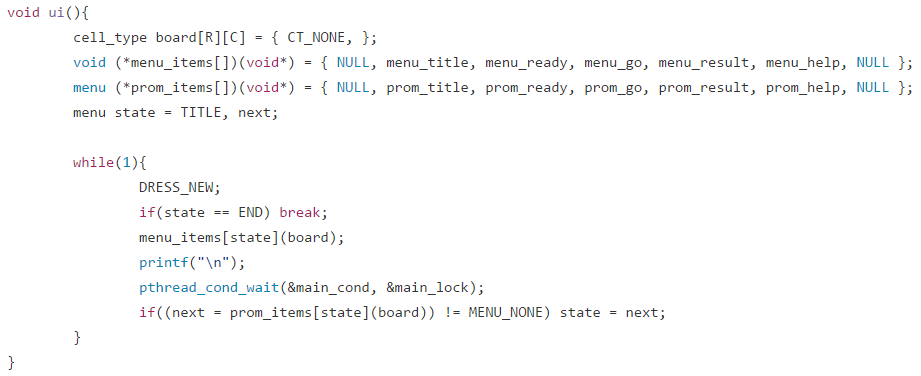 void ui(){
cell_type board[R][C] = { CT_NONE, };
void (*menu_items[])(void*) = { NULL, menu_title, menu_ready, menu_go, menu_result, menu_help, NULL };
menu (*prom_items[])(void*) = { NULL, prom_title, prom_ready, prom_go, prom_result, prom_help, NULL };
menu state = TITLE, next;
while(1){
DRESS_NEW;
if(state == END) break;
menu_items[state](board);
printf("\n");
pthread_cond_wait(&main_cond, &main_lock);
if((next = prom_items[state](board)) != MENU_NONE) state = next;
}
}